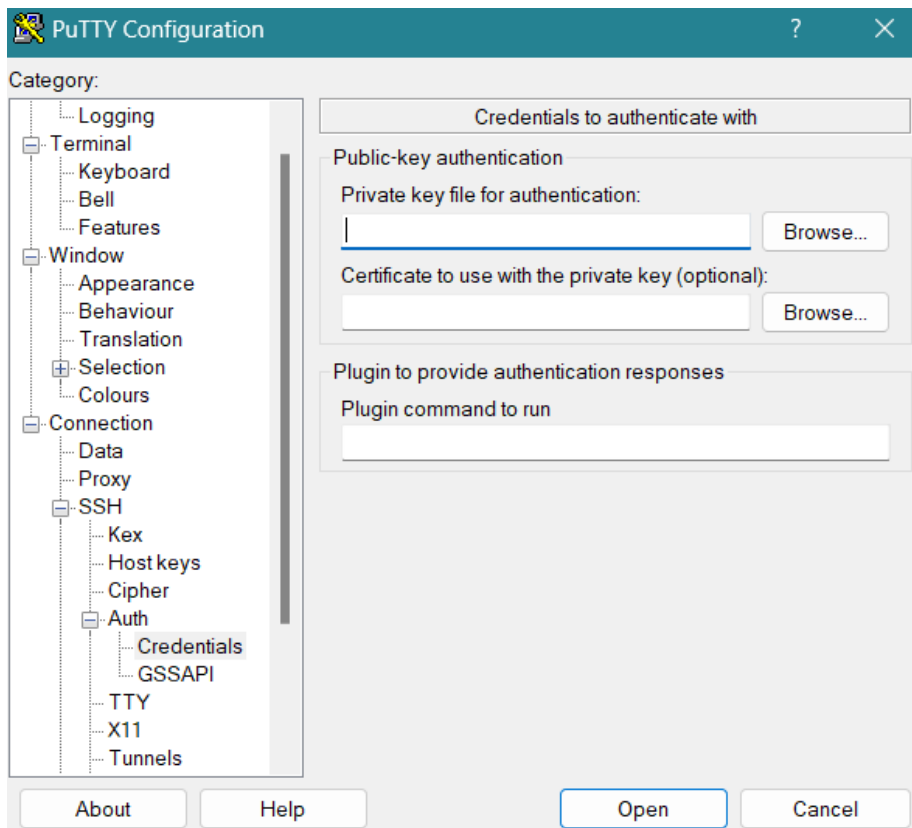 PuTTY Configuration
?
Category:
Logging
Terminal
Keyboard
Bell
Features
Window
Appearance
Behaviour
Translation
Selection
Colours
Connection
Data
Proxy
SSH
Kex
Host keys
Cipher
Auth
Credentials
GSSAPI
TTY
X11
Tunnels
Credentials to authenticate with
Public-key authentication
Private key file for authentication:
Browse...
Certificate to use with the private key (optional):
Browse...
Plugin to provide authentication responses
Plugin command to run
About
Help
Open
Cancel